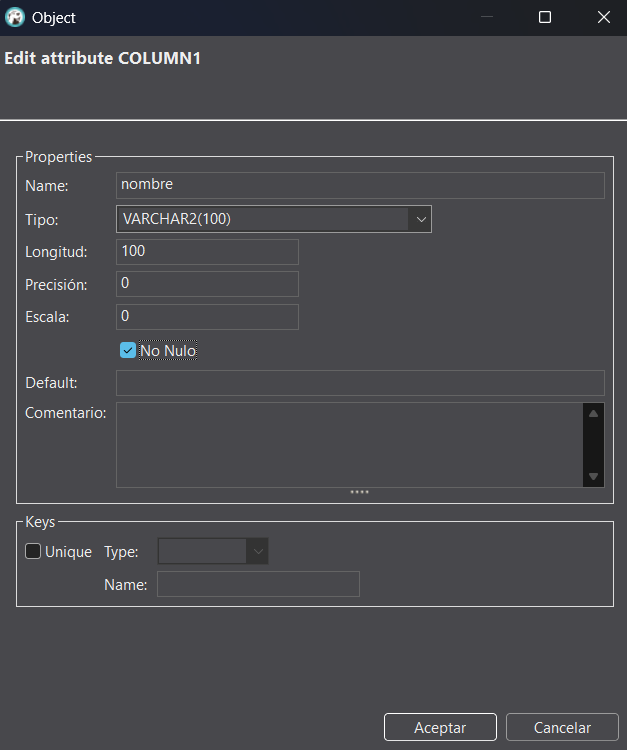 Object
Edit attribute COLUMN1
Properties
Name: nombre
Tipo: VARCHAR2(100)
Longitud: 100
Precisión: 0
Escala: 0
No Nulo
Default:
Comentario:
Keys
Unique Type:
Name:
Aceptar Cancelar